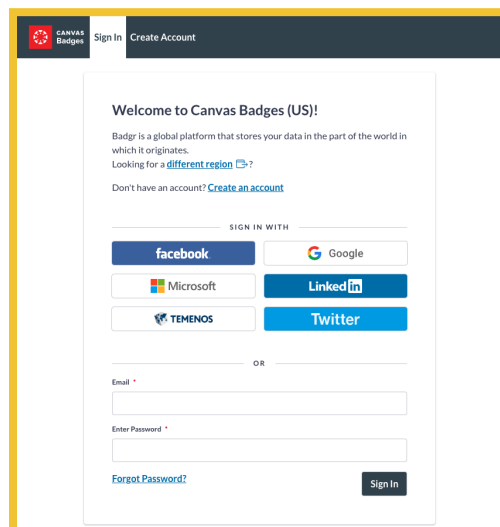 CANVAS
Badges
Sign In
Create Account
Welcome to Canvas Badges (US)!
Badgr is a global platform that stores your data in the part of the world in
which it originates.
Looking for a different region ?
Don't have an account? Create an account
SIGN IN WITH
facebook
Google
Microsoft
Linked in
TEMENOS
Twitter
OR
Email *
Enter Password *
Forgot Password?
Sign In